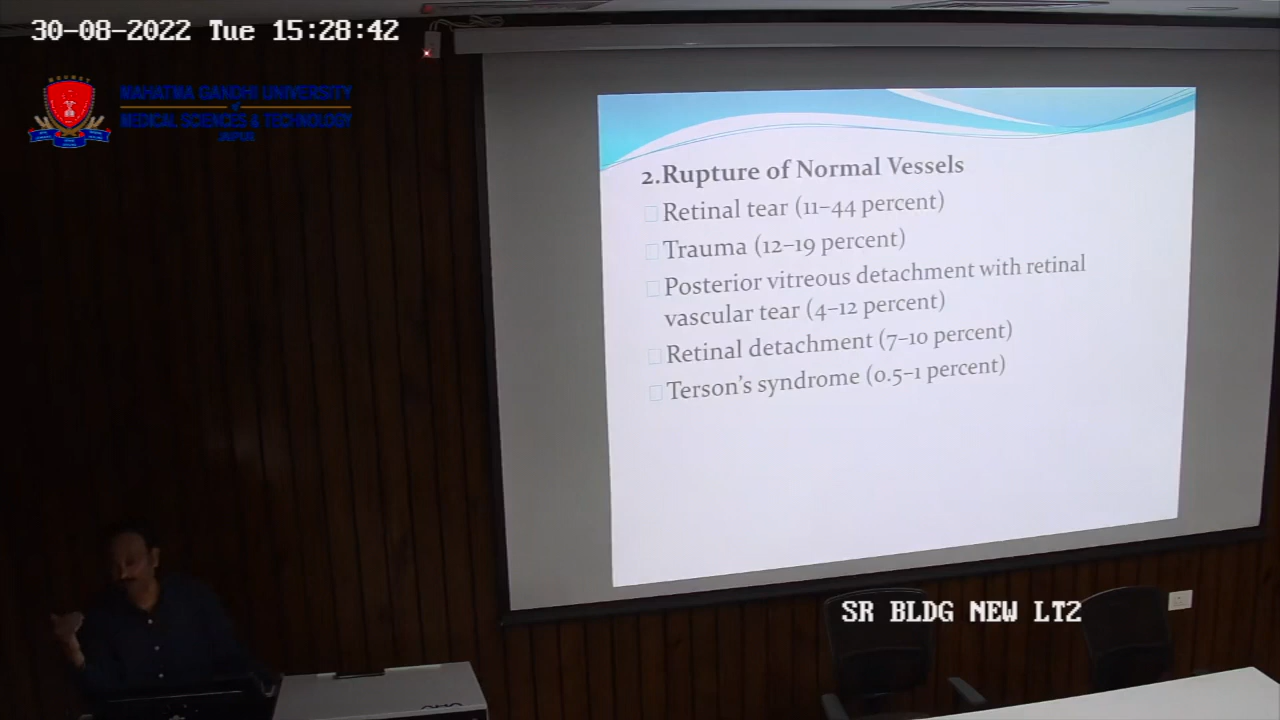 30-08-2022 Tue 15:28:42
MAHATMA GANDHI UNIVERSITY
of
MEDICAL SCIENCES & TECHNOLOGY
JAIPUR
2.Rupture of Normal Vessels
Retinal tear (11–44 percent)
Trauma (12–19 percent)
Posterior vitreous detachment with retinal
vascular tear (4–12 percent)
Retinal detachment (7–10 percent)
Terson's syndrome (0.5–1 percent)
SR BLDG NEW LT2